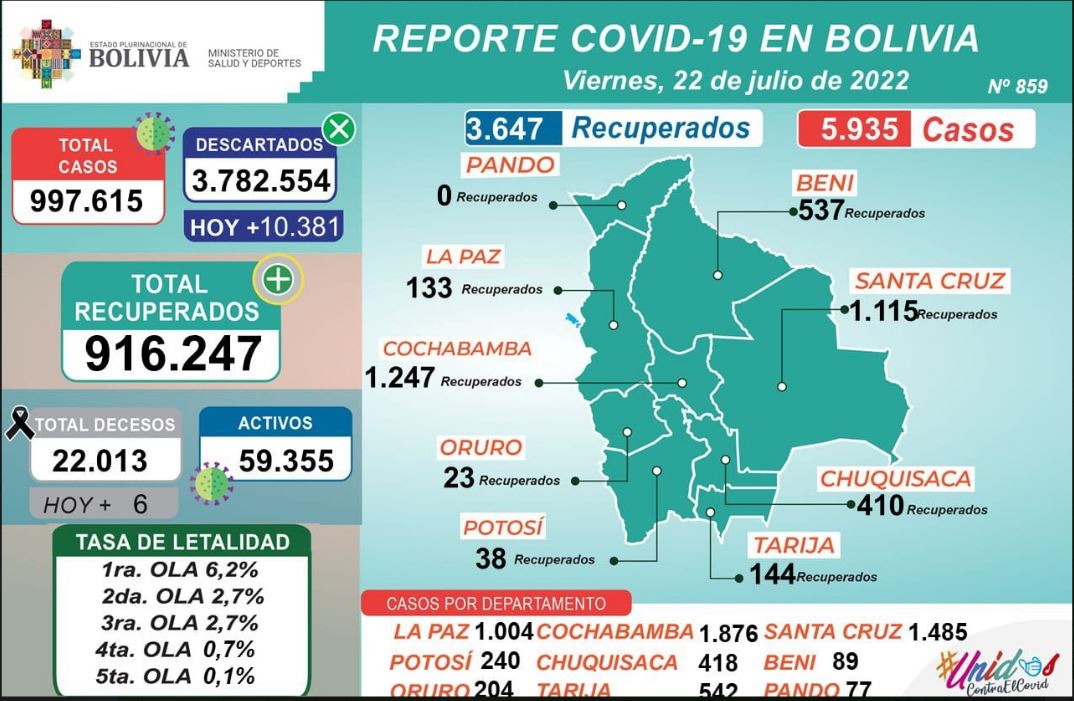 ESTADO PLURINACIONAL DE
BOLIVIA
MINISTERIO DE
SALUD Y DEPORTES
REPORTE COVID-19 EN BOLIVIA
Viernes, 22 de julio de 2022
Nº 859
TOTAL
CASOS
997.615
DESCARTADOS
3.782.554
HOY +10.381
TOTAL
RECUPERADOS
916.247
TOTAL DECESOS
22.013
HOY + 6
ACTIVOS
59.355
TASA DE LETALIDAD
1ra. OLA 6,2%
2da. OLA 2,7%
3ra. OLA 2,7%
4ta. OLA 0,7%
5ta. OLA 0,1%
3.647 Recuperados
5.935 Casos
PANDO
0 Recuperados
BENI
537 Recuperados
LA PAZ
133 Recuperados
SANTA CRUZ
1.115 Recuperados
COCHABAMBA
1.247 Recuperados
ORURO
23 Recuperados
CHUQUISACA
410 Recuperados
POTOSÍ
38 Recuperados
TARIJA
144 Recuperados
CASOS POR DEPARTAMENTO
LA PAZ 1.004 COCHABAMBA 1.876 SANTA CRUZ 1.485
POTOSÍ 240 CHUQUISACA 418 BENI 89
ORURO 204 TARIJA 542 PANDO 77
#Unidos
ContraElCovid